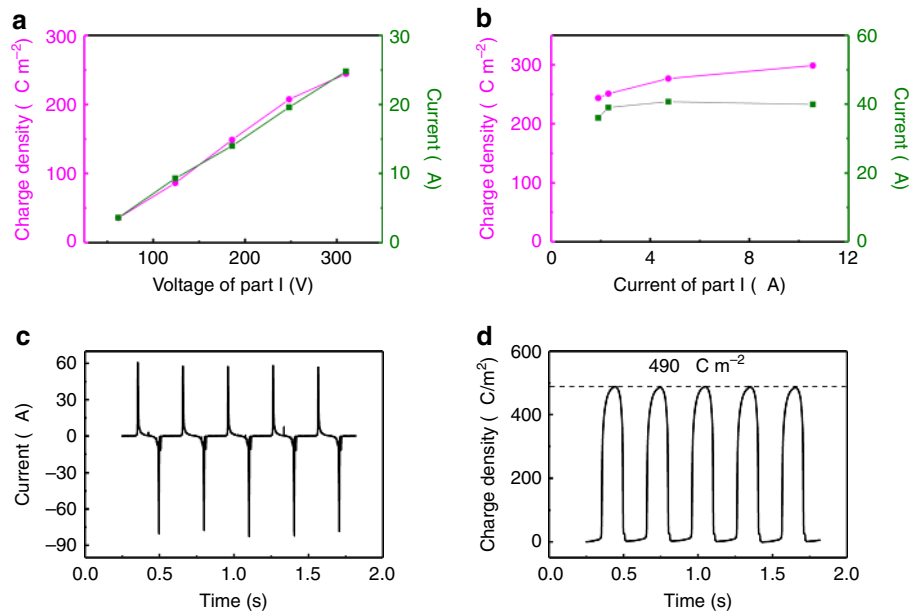 a
300
200
100
0
Charge density ( C m−2)
30
20
10
0
Current ( A)
100 200 300
Voltage of part I (V)
b
300
250
200
150
100
50
0
Charge density ( C m−2)
60
40
20
0
Current ( A)
0 4 8 12
Current of part I ( A)
c
60
30
0
−30
−60
−90
Current ( A)
0.0 0.5 1.0 1.5 2.0
Time (s)
d
600
400
200
0
Charge density ( C/m2)
490 C m−2
0.0 0.5 1.0 1.5 2.0
Time (s)